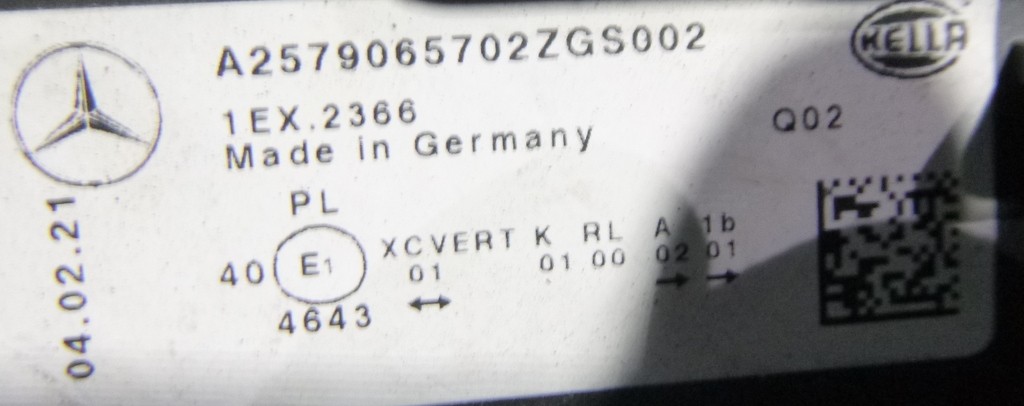 A2579065702ZGS002
HELLA
1EX.2366
Q02
Made in Germany
04.02.21
PL
XCVERT K RL A 1b
40 E1 01 01 00 02 01
4643